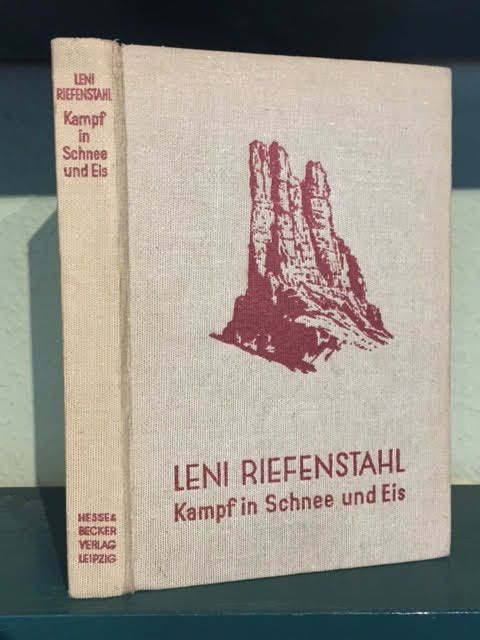 LENI
RIEFENSTAHL
Kampf
in
Schnee
und Eis
HESSE &
BECKER
VERLAG
LEIPZIG
LENI RIEFENSTAHL
Kampf in Schnee und Eis